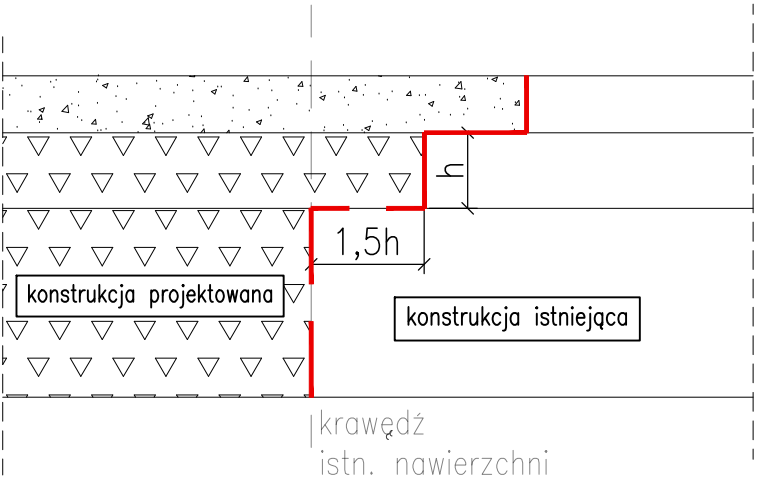 h
1,5h
konstrukcja projektowana
konstrukcja istniejąca
krawędź
istn. nawierzchni